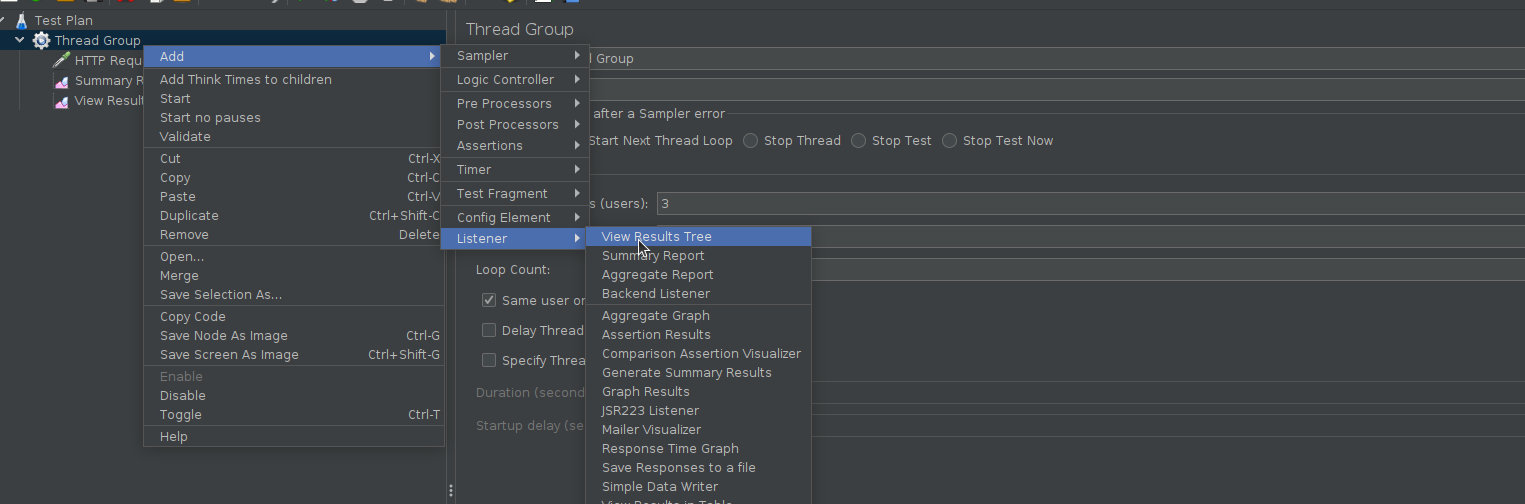 Test Plan
Thread Group
HTTP Requ
Summary R
View Result
Add
Add Think Times to children
Start
Start no pauses
Validate
Cut Ctrl-X
Copy Ctrl-C
Paste Ctrl-V
Duplicate Ctrl+Shift-C
Remove Delete
Open...
Merge
Save Selection As...
Copy Code
Save Node As Image Ctrl-G
Save Screen As Image Ctrl+Shift-G
Enable
Disable
Toggle Ctrl-T
Help
Sampler
Logic Controller
Pre Processors
Post Processors
Assertions
Timer
Test Fragment
Config Element
Listener
View Results Tree
Summary Report
Aggregate Report
Backend Listener
Aggregate Graph
Assertion Results
Comparison Assertion Visualizer
Generate Summary Results
Graph Results
JSR223 Listener
Mailer Visualizer
Response Time Graph
Save Responses to a file
Simple Data Writer
View Results in Table
Thread Group
Group
after a Sampler error
Start Next Thread Loop Stop Thread Stop Test Stop Test Now
s (users): 3
Loop Count:
Same user or
Delay Thread
Specify Threa
Duration (second
Startup delay (se